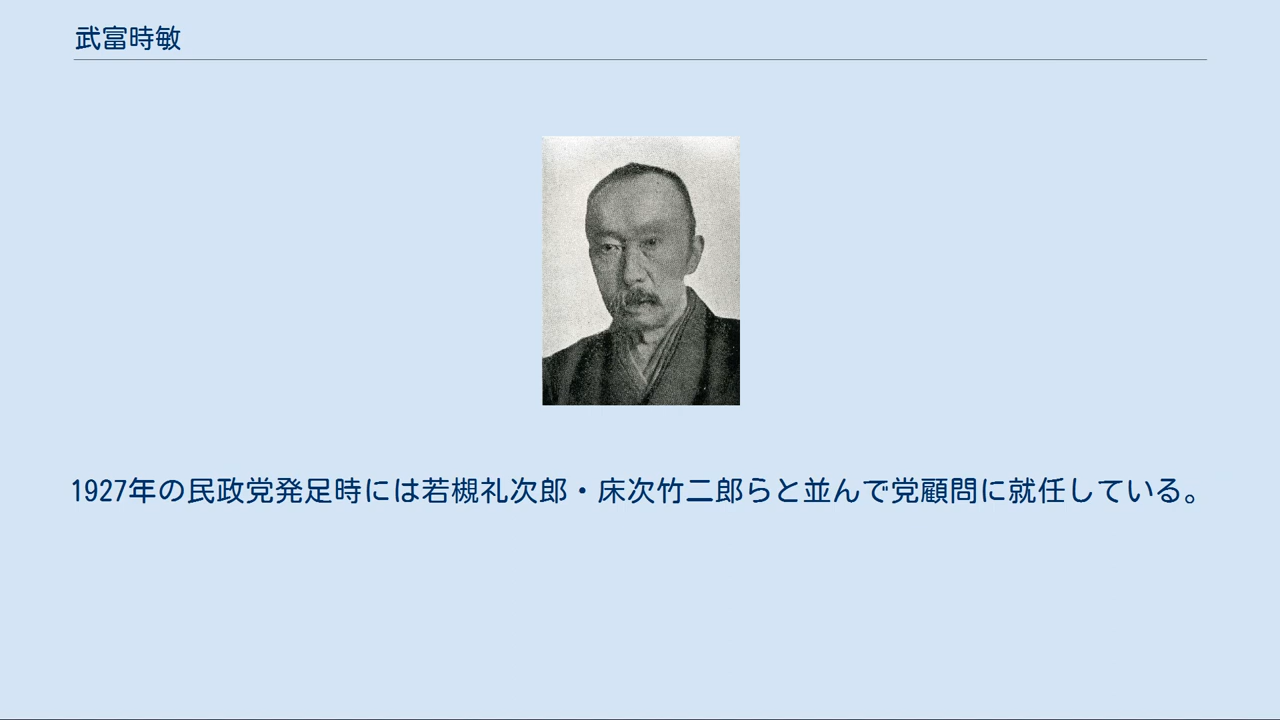 武富時敏
1927年の民政党発足時には若槻礼次郎・床次竹二郎らと並んで党顧問に就任している。